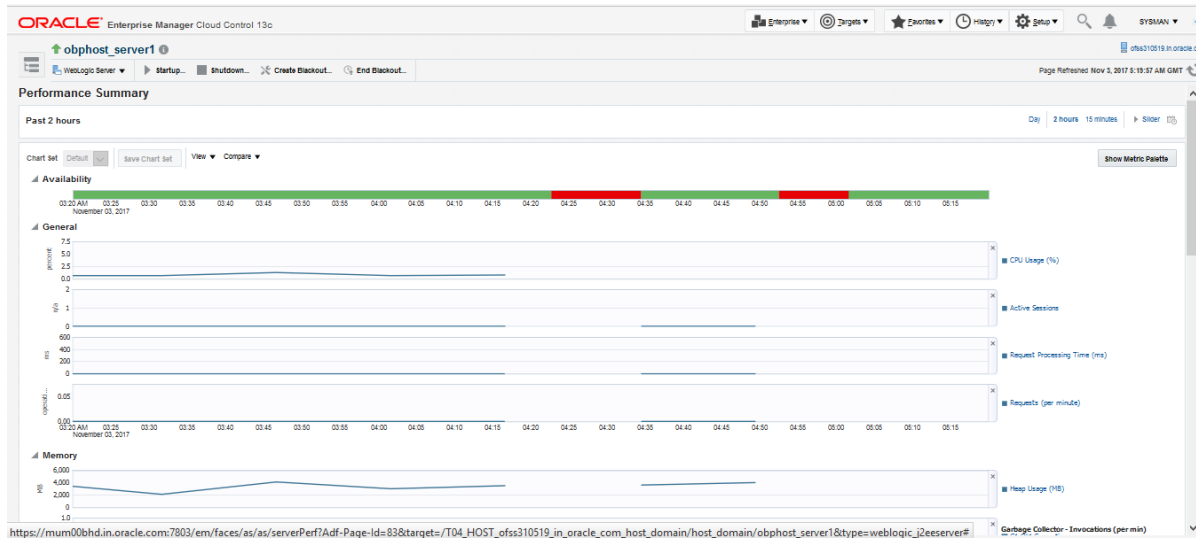 ORACLE Enterprise Manager Cloud Control 13c
Enterprise Targets Favorites History Setup SYSMAN
obphost_server1
ofss310519.in.oracle.c
WebLogic Server Startup... Shutdown... Create Blackout... End Blackout...
Page Refreshed Nov 3, 2017 5:19:57 AM GMT
Performance Summary
Past 2 hours
Day 2 hours 15 minutes Slider
Chart Set Default Save Chart Set View Compare
Show Metric Palette
Availability
03:20 AM 03:25 03:30 03:35 03:40 03:45 03:50 03:55 04:00 04:05 04:10 04:15 04:20 04:25 04:30 04:35 04:40 04:45 04:50 04:55 05:00 05:05 05:10 05:15
November 03, 2017
General
percent
7.5
5.0
2.5
0.0
CPU Usage (%)
n/a
2
1
0
Active Sessions
ms
600
400
200
0
Request Processing Time (ms)
operati...
0.05
0.00
Requests (per minute)
03:20 AM 03:25 03:30 03:35 03:40 03:45 03:50 03:55 04:00 04:05 04:10 04:15 04:20 04:25 04:30 04:35 04:40 04:45 04:50 04:55 05:00 05:05 05:10 05:15
November 03, 2017
Memory
MB
6,000
4,000
2,000
0
Heap Usage (MB)
1.0
Garbage Collector - Invocations (per min)
https://mum00bhd.in.oracle.com:7803/em/faces/as/as/serverPerf?Adf-Page-Id=83&target=/T04_HOST_ofss310519_in_oracle_com_host_domain/host_domain/obphost_server1&type=weblogic_j2eeserver#